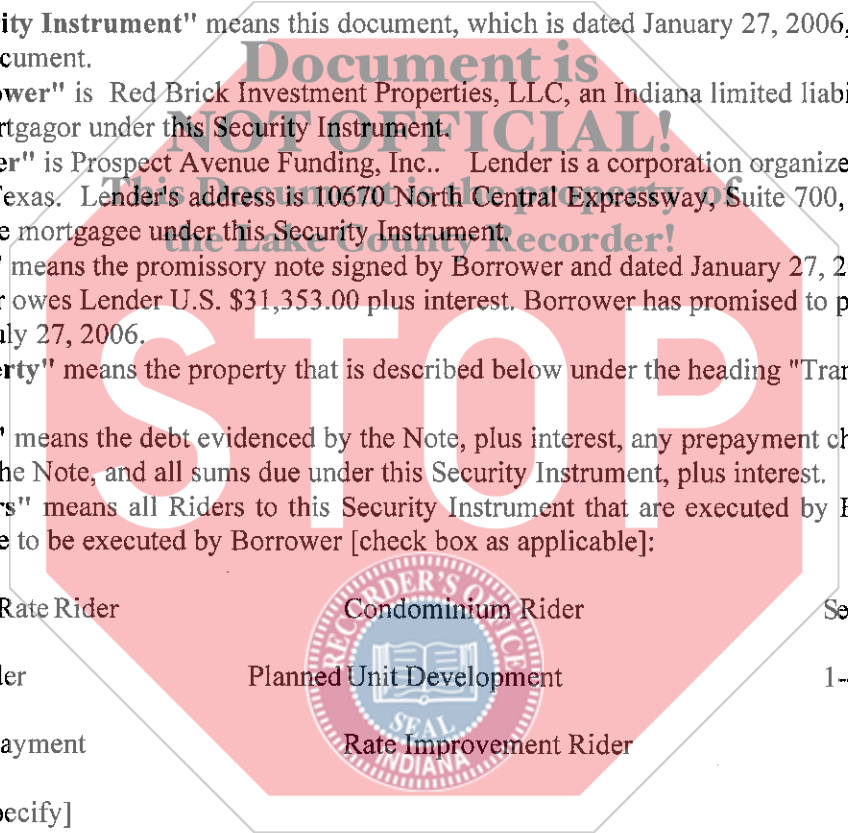 ity Instrument" means this document, which is dated January 27, 2006,
cument.
Document is
wer" is Red Brick Investment Properties, LLC, an Indiana limited liabi
rtgagor under this Security Instrument.
NOT OFFICIAL!
er" is Prospect Avenue Funding, Inc.. Lender is a corporation organize
Texas. Lender's address is 10670 North Central Expressway, Suite 700,
This Document is the property of
e mortgagee under this Security Instrument.
the Lake County Recorder!
" means the promissory note signed by Borrower and dated January 27, 2
r owes Lender U.S. $31,353.00 plus interest. Borrower has promised to p
uly 27, 2006.
STOP
rty" means the property that is described below under the heading "Tran
" means the debt evidenced by the Note, plus interest, any prepayment ch
he Note, and all sums due under this Security Instrument, plus interest.
rs" means all Riders to this Security Instrument that are executed by
e to be executed by Borrower [check box as applicable]:
RECORDER'S OFFICE
Rate Rider Condominium Rider Se
ler Planned Unit Development 1-
SEAL
ayment Rate Improvement Rider
INDIANA
pecify]